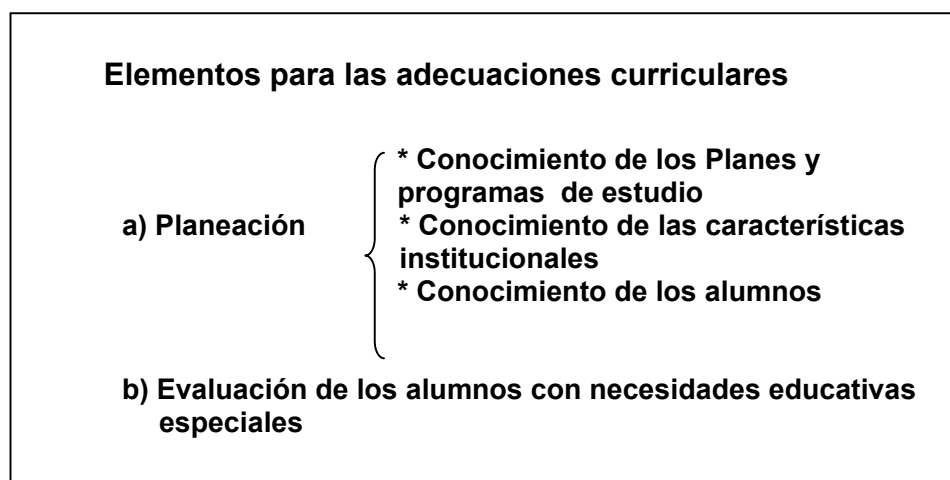 Elementos para las adecuaciones curriculares
* Conocimiento de los Planes y
programas de estudio
a) Planeación
* Conocimiento de las características
institucionales
* Conocimiento de los alumnos
b) Evaluación de los alumnos con necesidades educativas
especiales